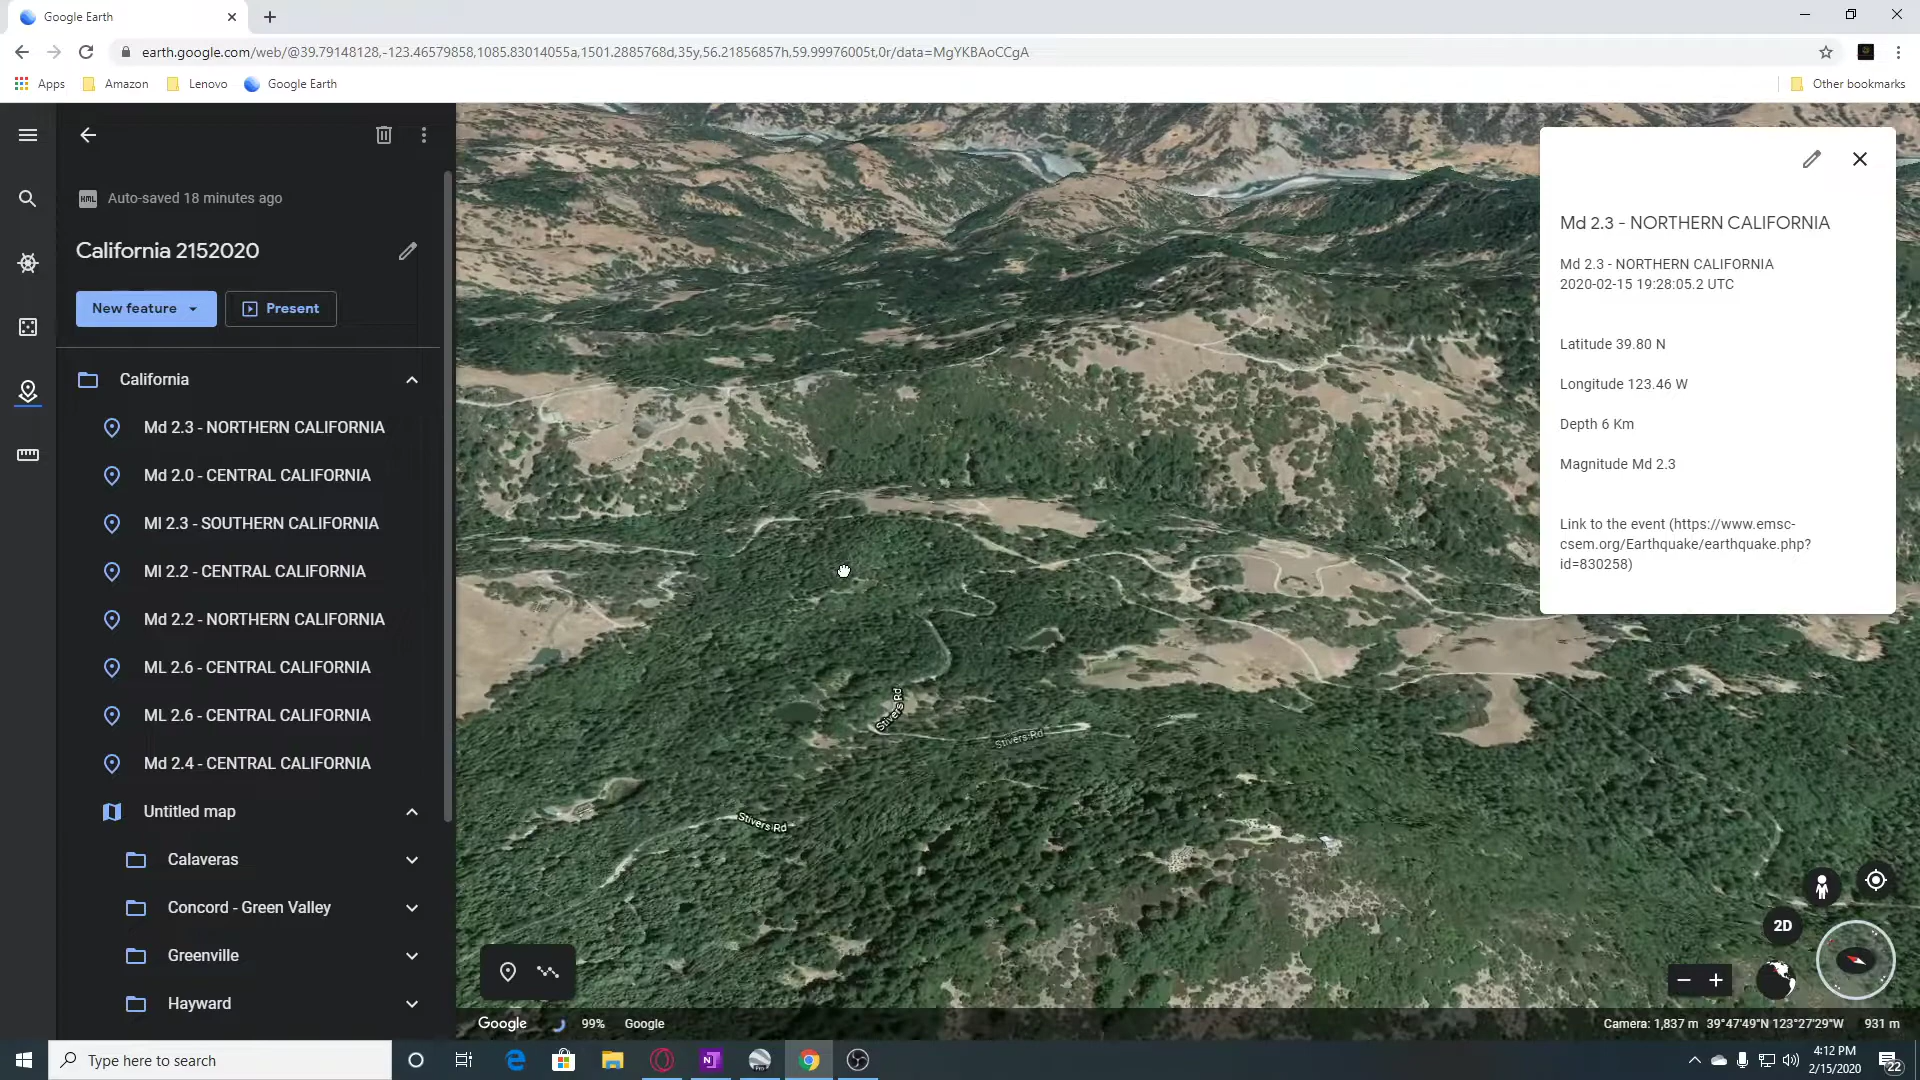 Google Earth
earth.google.com/web/@39.79148128,-123.46579858,1085.83014055a,1501.2885768d,35y,56.21856857h,59.99976005t,0r/data=MgYKBAoCCgA
Apps
Amazon
Lenovo
Google Earth
Other bookmarks
KML
Auto-saved 18 minutes ago
California 2152020
New feature
Present
California
Md 2.3 - NORTHERN CALIFORNIA
Md 2.0 - CENTRAL CALIFORNIA
Ml 2.3 - SOUTHERN CALIFORNIA
Ml 2.2 - CENTRAL CALIFORNIA
Md 2.2 - NORTHERN CALIFORNIA
ML 2.6 - CENTRAL CALIFORNIA
ML 2.6 - CENTRAL CALIFORNIA
Md 2.4 - CENTRAL CALIFORNIA
Untitled map
Calaveras
Concord - Green Valley
Greenville
Hayward
Stivers Rd
Stivers Rd
Stivers Rd
Md 2.3 - NORTHERN CALIFORNIA
Md 2.3 - NORTHERN CALIFORNIA
2020-02-15 19:28:05.2 UTC
Latitude 39.80 N
Longitude 123.46 W
Depth 6 Km
Magnitude Md 2.3
Link to the event (https://www.emsc-
csem.org/Earthquake/earthquake.php?
id=830258)
2D
Google
99%
Google
Camera: 1,837 m 39°47'49"N 123°27'29"W 931 m
Type here to search
4:12 PM
2/15/2020
22